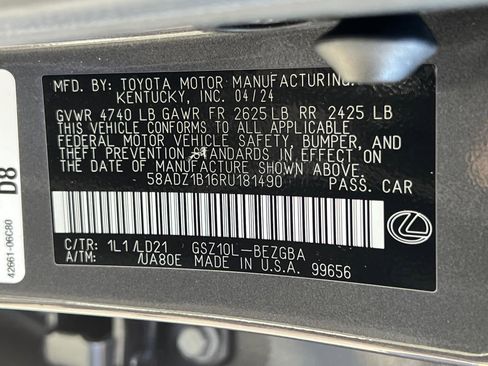 MFD. BY: TOYOTA MOTOR MANUFACTURING,
KENTUCKY, INC. 04/24
GVWR 4740 LB GAWR FR 2625 LB RR 2425 LB
THIS VEHICLE CONFORMS TO ALL APPLICABLE
FEDERAL MOTOR VEHICLE SAFETY, BUMPER, AND
THEFT PREVENTION STANDARDS IN EFFECT ON
THE DATE OF MANUFACTURE SHOWN ABOVE.
58ADZ1B16RU181490 PASS. CAR
C/TR: 1L1/LD21 GSZ10L-BEZGBA
A/TM: /UA80E MADE IN U.S.A. 99656
42661-06C80
D8